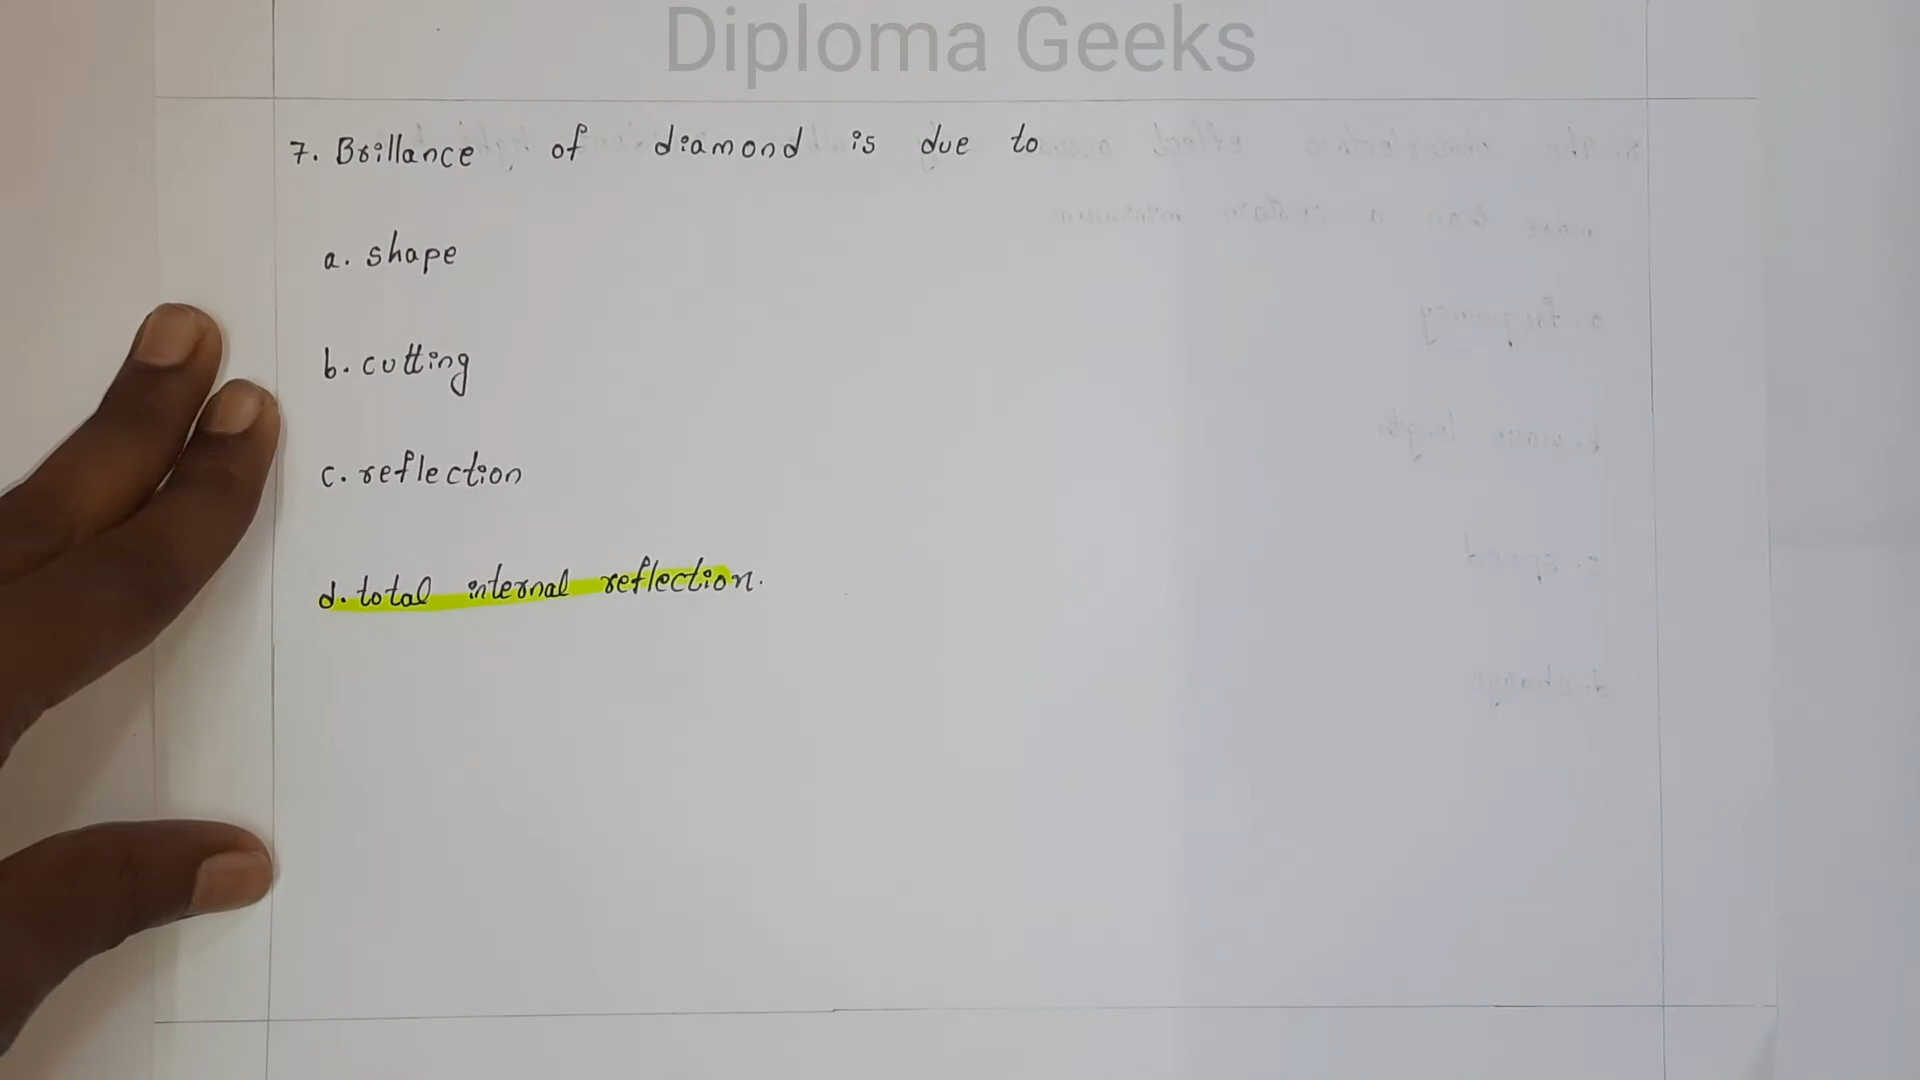 Diploma Geeks
7. Brillance of diamond is due to
a. shape
b. cutting
c. reflection
d. total internal reflection.